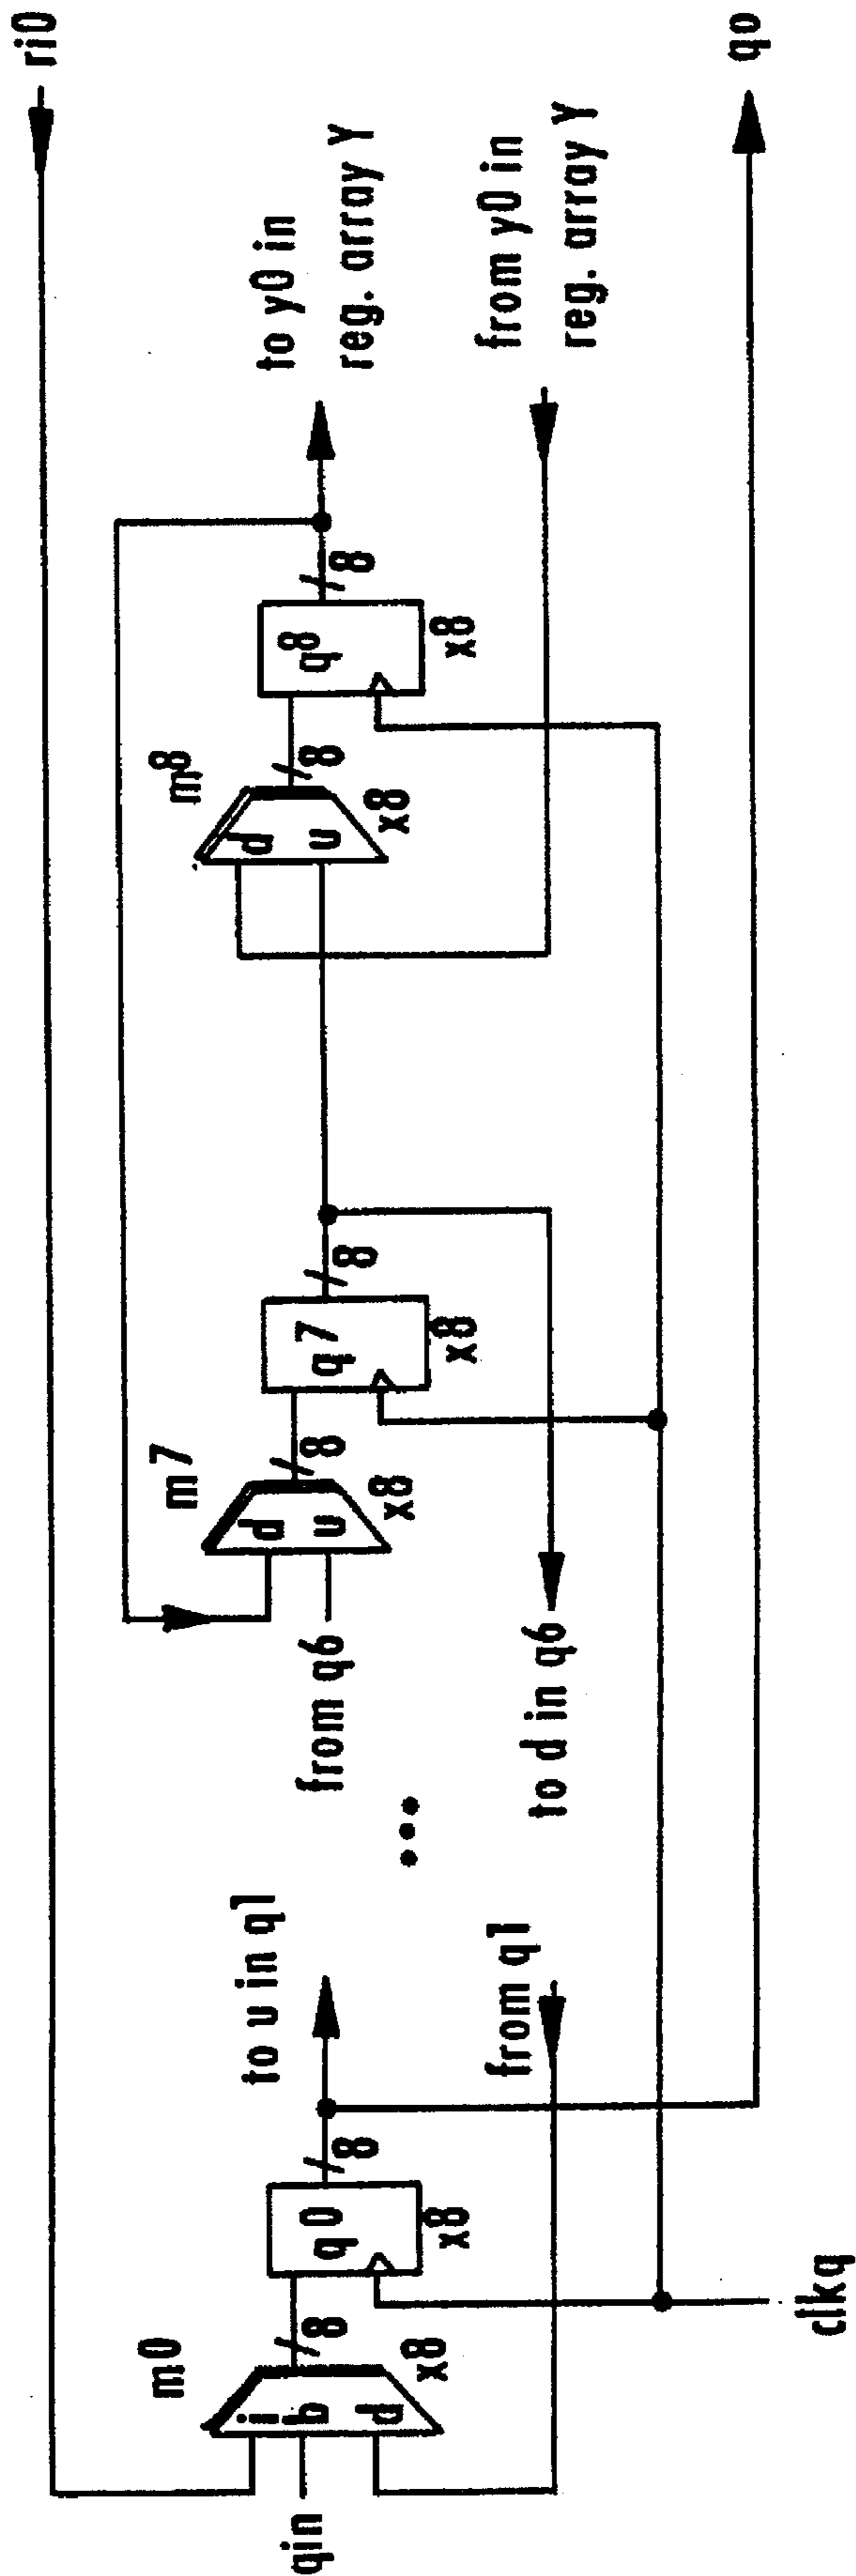 ri0
to y0 in
reg. array Y
from y0 in
reg. array Y
m8
d
u
x8
8
q8
x8
8
m7
d
u
x8
8
q7
x8
8
from q6
to d in q6
...
to u in q1
from q1
m0
i
q
d
x8
8
q0
x8
8
qin
clkq
qo